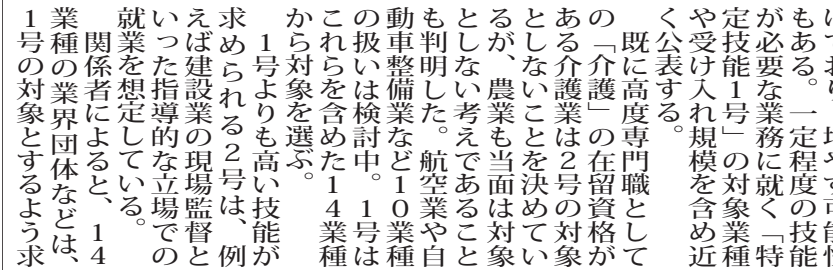 ており、増やす可能性
もある。一定程度の技能
が必要な業務に就く「特
定技能１号」の対象業種
や受け入れ規模を含め近
く公表する。
既に高度専門職として
の「介護」の在留資格が
ある介護業は２号の対象
としないことを決めてい
るが、農業も当面は対象
としない考えであること
も判明した。航空業や自
動車整備業など１０業種
の扱いは検討中。１号は
これらを含めた１４業種
から対象を選ぶ。
１号よりも高い技能が
求められる２号は、例
えば建設業の現場監督と
いった指導的な立場での
就業を想定している。
関係者によると、１４
業種の業界団体などは、
１号の対象とするよう求